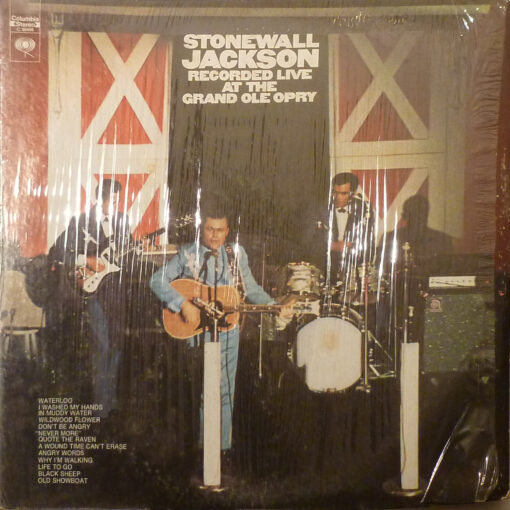 Columbia
Stereo
STONEWALL
JACKSON
RECORDED LIVE
AT THE
GRAND OLE OPRY
WATERLOO
I WASHED MY HANDS
IN MUDDY WATER
WILDWOOD FLOWER
DON'T BE ANGRY
"NEVER MORE"
QUOTE THE RAVEN
A WOUND TIME CAN'T ERASE
ANGRY WORDS
WHY I'M WALKING
LIFE TO GO
BLACK SHEEP
OLD SHOWBOAT